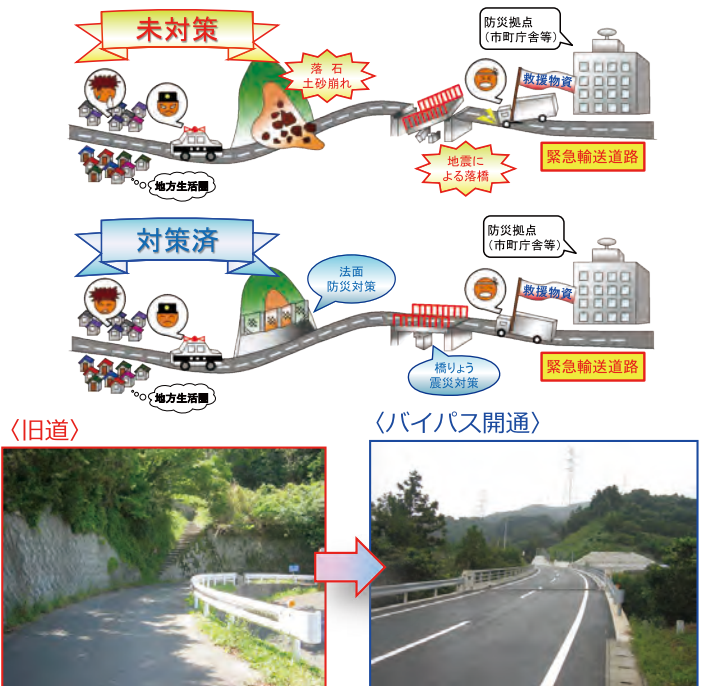 未対策
落石
土砂崩れ
防災拠点
(市町庁舎等)
救援物資
地震に
よる落橋
緊急輸送道路
地方生活圏
対策済
法面
防災対策
防災拠点
(市町庁舎等)
救援物資
橋りょう
震災対策
緊急輸送道路
地方生活圏
〈旧道〉
〈バイパス開通〉